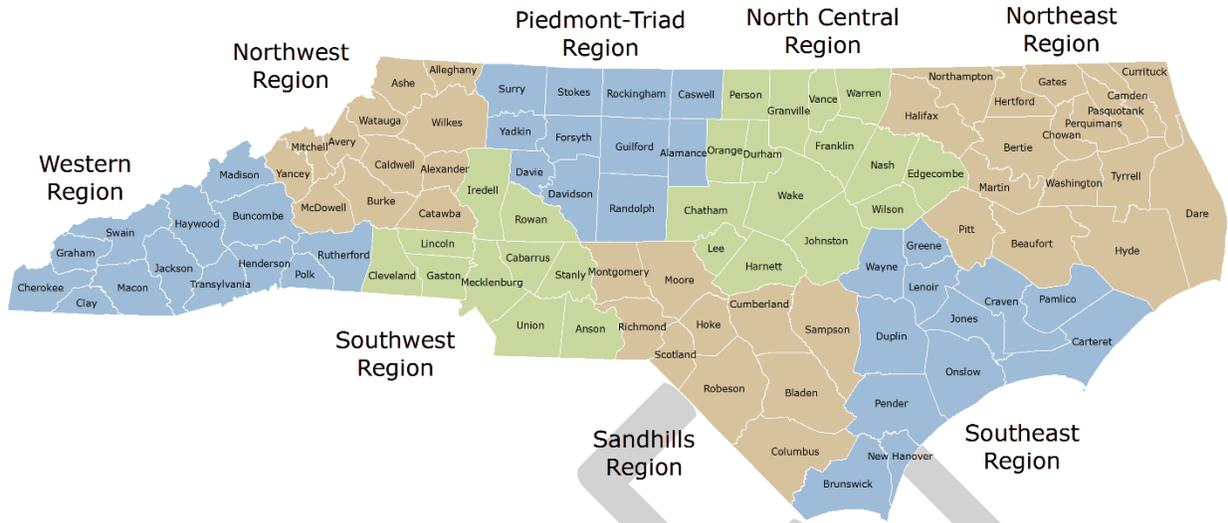 Piedmont-Triad
Region
North Central
Region
Northeast
Region
Northwest
Region
Western
Region
Southwest
Region
Sandhills
Region
Southeast
Region
Ashe
Alleghany
Watauga
Wilkes
Mitchell
Avery
Yancey
Caldwell
Alexander
McDowell
Burke
Catawba
Madison
Buncombe
Haywood
Swain
Graham
Cherokee
Clay
Macon
Jackson
Transylvania
Henderson
Polk
Rutherford
Surry
Stokes
Rockingham
Caswell
Yadkin
Forsyth
Guilford
Alamance
Davie
Davidson
Randolph
Iredell
Rowan
Lincoln
Cleveland
Gaston
Mecklenburg
Cabarrus
Stanly
Union
Anson
Person
Granville
Vance
Warren
Orange
Durham
Franklin
Nash
Edgecombe
Chatham
Wake
Wilson
Lee
Harnett
Johnston
Northampton
Gates
Currituck
Camden
Pasquotank
Perquimans
Chowan
Hertford
Halifax
Bertie
Martin
Washington
Tyrrell
Dare
Pitt
Beaufort
Hyde
Montgomery
Moore
Richmond
Scotland
Hoke
Cumberland
Sampson
Robeson
Bladen
Columbus
Wayne
Greene
Lenoir
Craven
Pamlico
Jones
Carteret
Duplin
Onslow
Pender
New Hanover
Brunswick